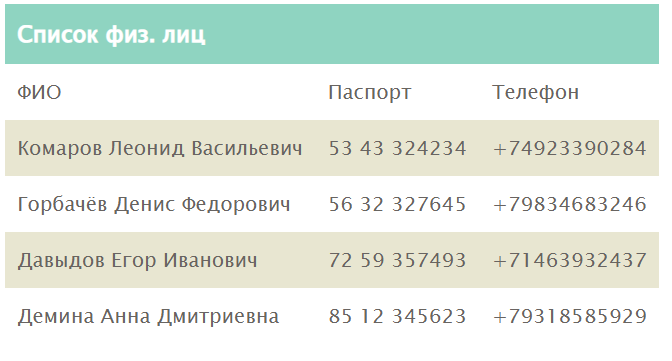 Список физ. лиц
ФИО Паспорт Телефон
Комаров Леонид Васильевич 53 43 324234 +74923390284
Горбачёв Денис Федорович 56 32 327645 +79834683246
Давыдов Егор Иванович 72 59 357493 +71463932437
Демина Анна Дмитриевна 85 12 345623 +79318585929